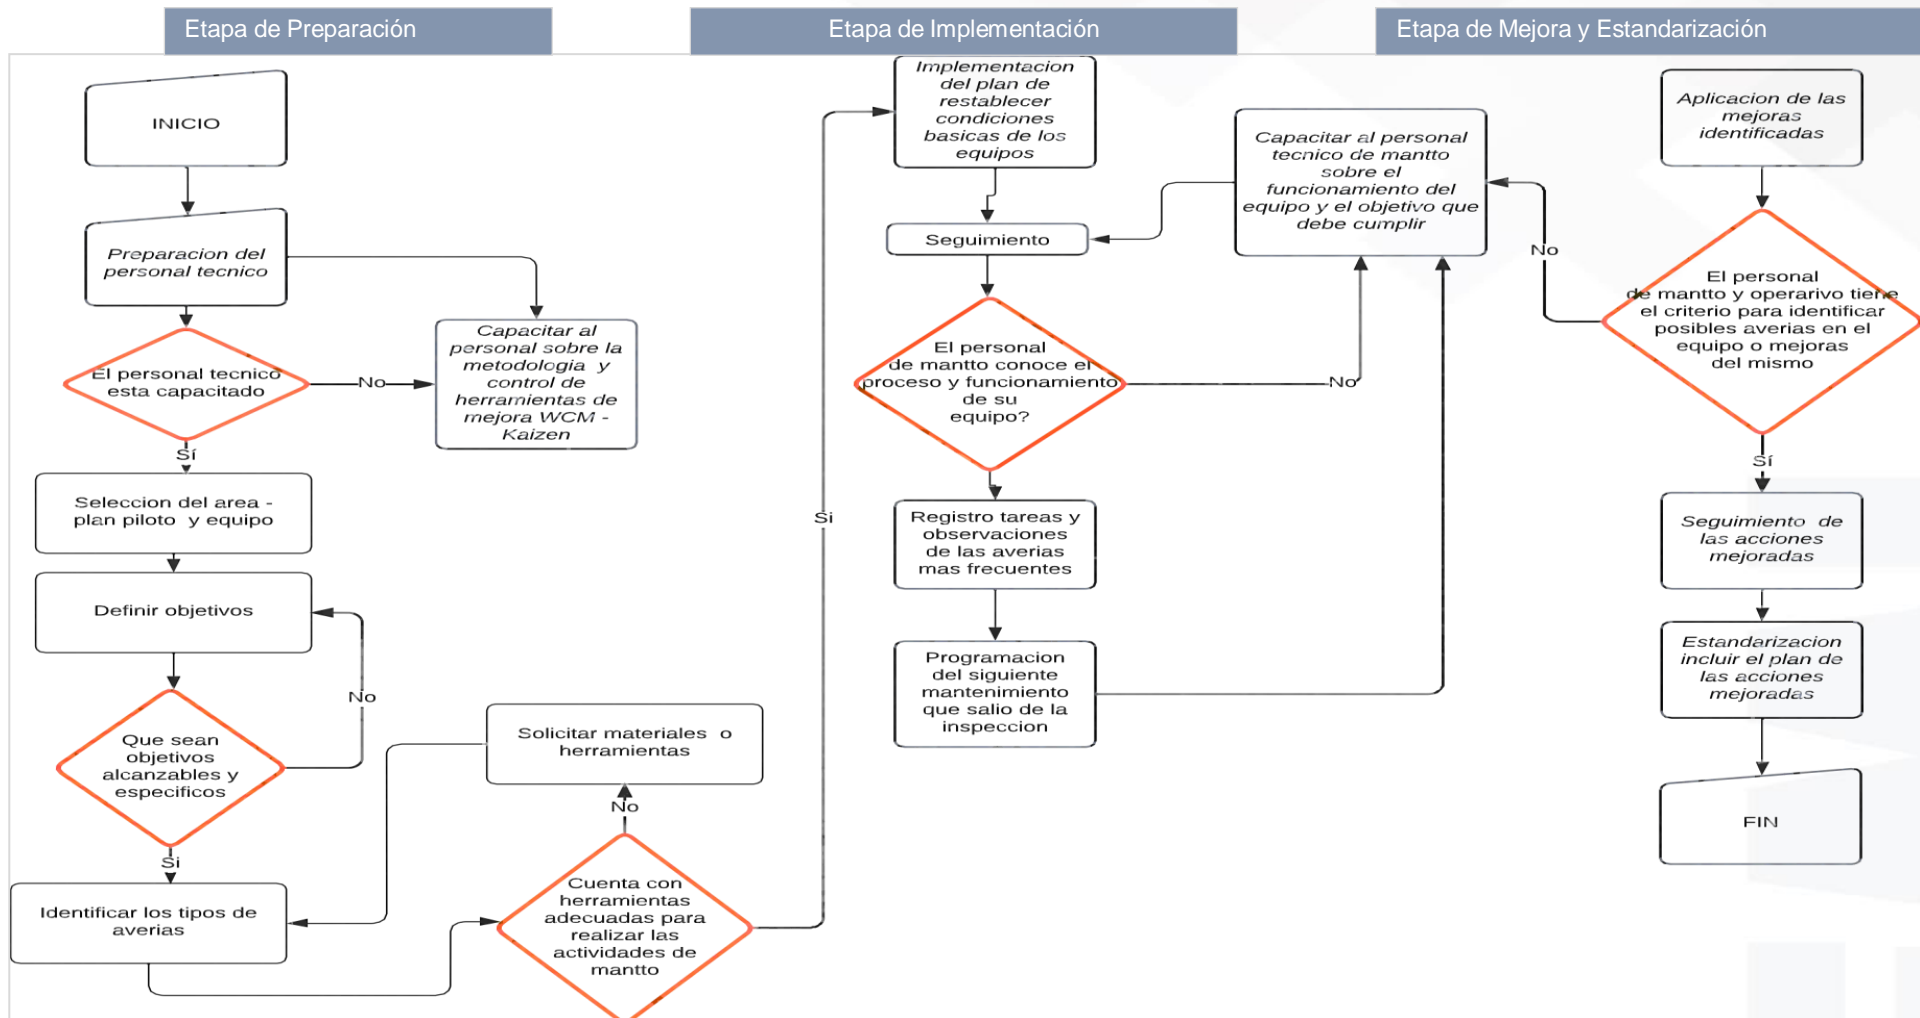 Etapa de Preparación
Etapa de Implementación
Etapa de Mejora y Estandarización
INICIO
Preparacion del
personal tecnico
El personal tecnico
esta capacitado
No
Capacitar al
personal sobre la
metodologia y
control de
herramientas de
mejora WCM -
Kaizen
Sí
Seleccion del area -
plan piloto y equipo
Definir objetivos
No
Que sean
objetivos
alcanzables y
especificos
Si
Identificar los tipos de
averias
Solicitar materiales o
herramientas
No
Cuenta con
herramientas
adecuadas para
realizar las
actividades de
mantto
Si
Implementacion
del plan de
restablecer
condiciones
basicas de los
equipos
Seguimiento
El personal
de mantto conoce el
proceso y funcionamiento
de su
equipo?
No
Capacitar al personal
tecnico de mantto
sobre el
funcionamiento del
equipo y el objetivo que
debe cumplir
Registro tareas y
observaciones
de las averias
mas frecuentes
Programacion
del siguiente
mantenimiento
que salio de la
inspeccion
Aplicacion de las
mejoras
identificadas
No
El personal
de mantto y operarivo tiene
el criterio para identificar
posibles averias en el
equipo o mejoras
del mismo
Sí
Seguimiento de
las acciones
mejoradas
Estandarizacion
incluir el plan de
las acciones
mejoradas
FIN